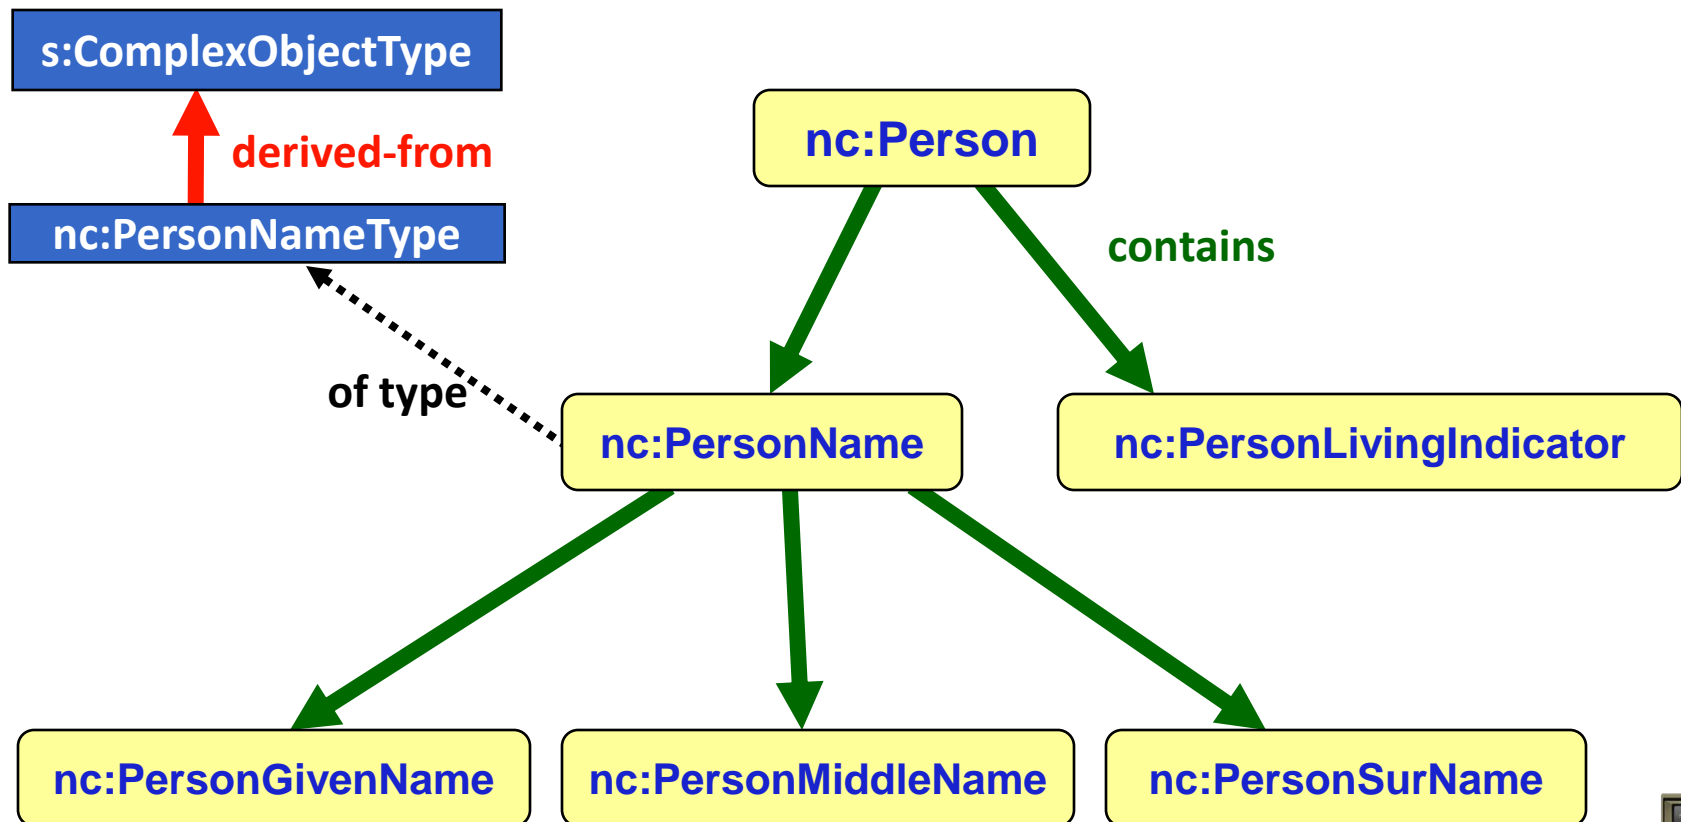 s:ComplexObjectType
nc:Person
derived-from
nc:PersonNameType
contains
of type
nc:PersonName
nc:PersonLivingIndicator
nc:PersonGivenName
nc:PersonMiddleName
nc:PersonSurName